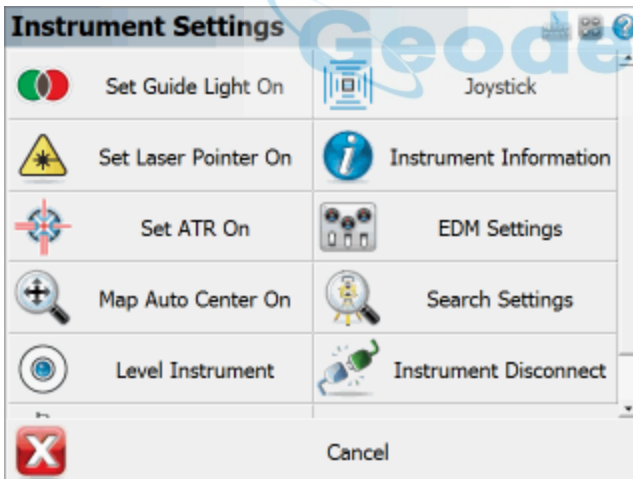 Instrument Settings
Geode
Set Guide Light On
Joystick
Set Laser Pointer On
Instrument Information
Set ATR On
EDM Settings
Map Auto Center On
Search Settings
Level Instrument
Instrument Disconnect
Cancel